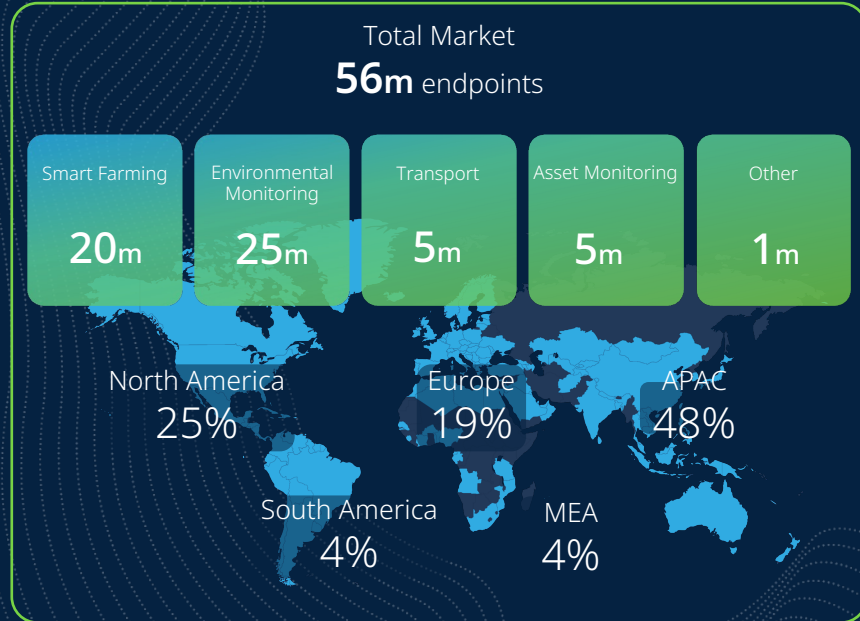 Total Market
56m endpoints
Smart Farming
20m
Environmental
Monitoring
25m
Transport
5m
Asset Monitoring
5m
Other
1m
North America
25%
Europe
19%
APAC
48%
South America
4%
MEA
4%